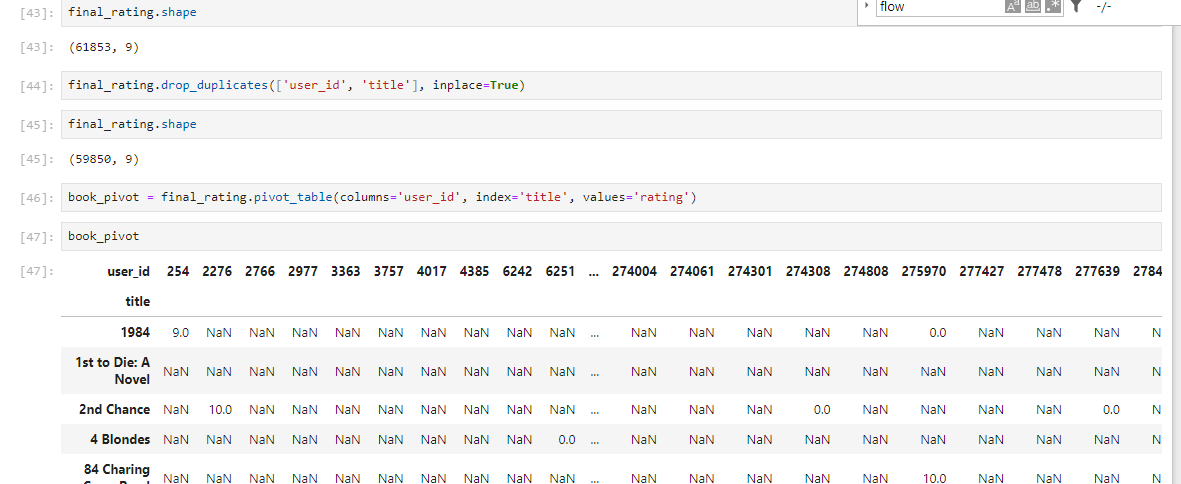 flow -/-
[43]: final_rating.shape
[43]: (61853, 9)
[44]: final_rating.drop_duplicates(['user_id', 'title'], inplace=True)
[45]: final_rating.shape
[45]: (59850, 9)
[46]: book_pivot = final_rating.pivot_table(columns='user_id', index='title', values='rating')
[47]: book_pivot
[47]: user_id 254 2276 2766 2977 3363 3757 4017 4385 6242 6251 ... 274004 274061 274301 274308 274808 275970 277427 277478 277639 2784
title
1984 9.0 NaN NaN NaN NaN NaN NaN NaN NaN NaN ... NaN NaN NaN NaN NaN 0.0 NaN NaN NaN N
1st to Die: A
Novel NaN NaN NaN NaN NaN NaN NaN NaN NaN NaN ... NaN NaN NaN NaN NaN NaN NaN NaN NaN N
2nd Chance NaN 10.0 NaN NaN NaN NaN NaN NaN NaN NaN ... NaN NaN NaN 0.0 NaN NaN NaN NaN 0.0 N
4 Blondes NaN NaN NaN NaN NaN NaN NaN NaN NaN 0.0 ... NaN NaN NaN NaN NaN NaN NaN NaN NaN N
84 Charing
NaN NaN NaN NaN NaN NaN NaN NaN NaN NaN ... NaN NaN NaN NaN NaN 10.0 NaN NaN NaN N